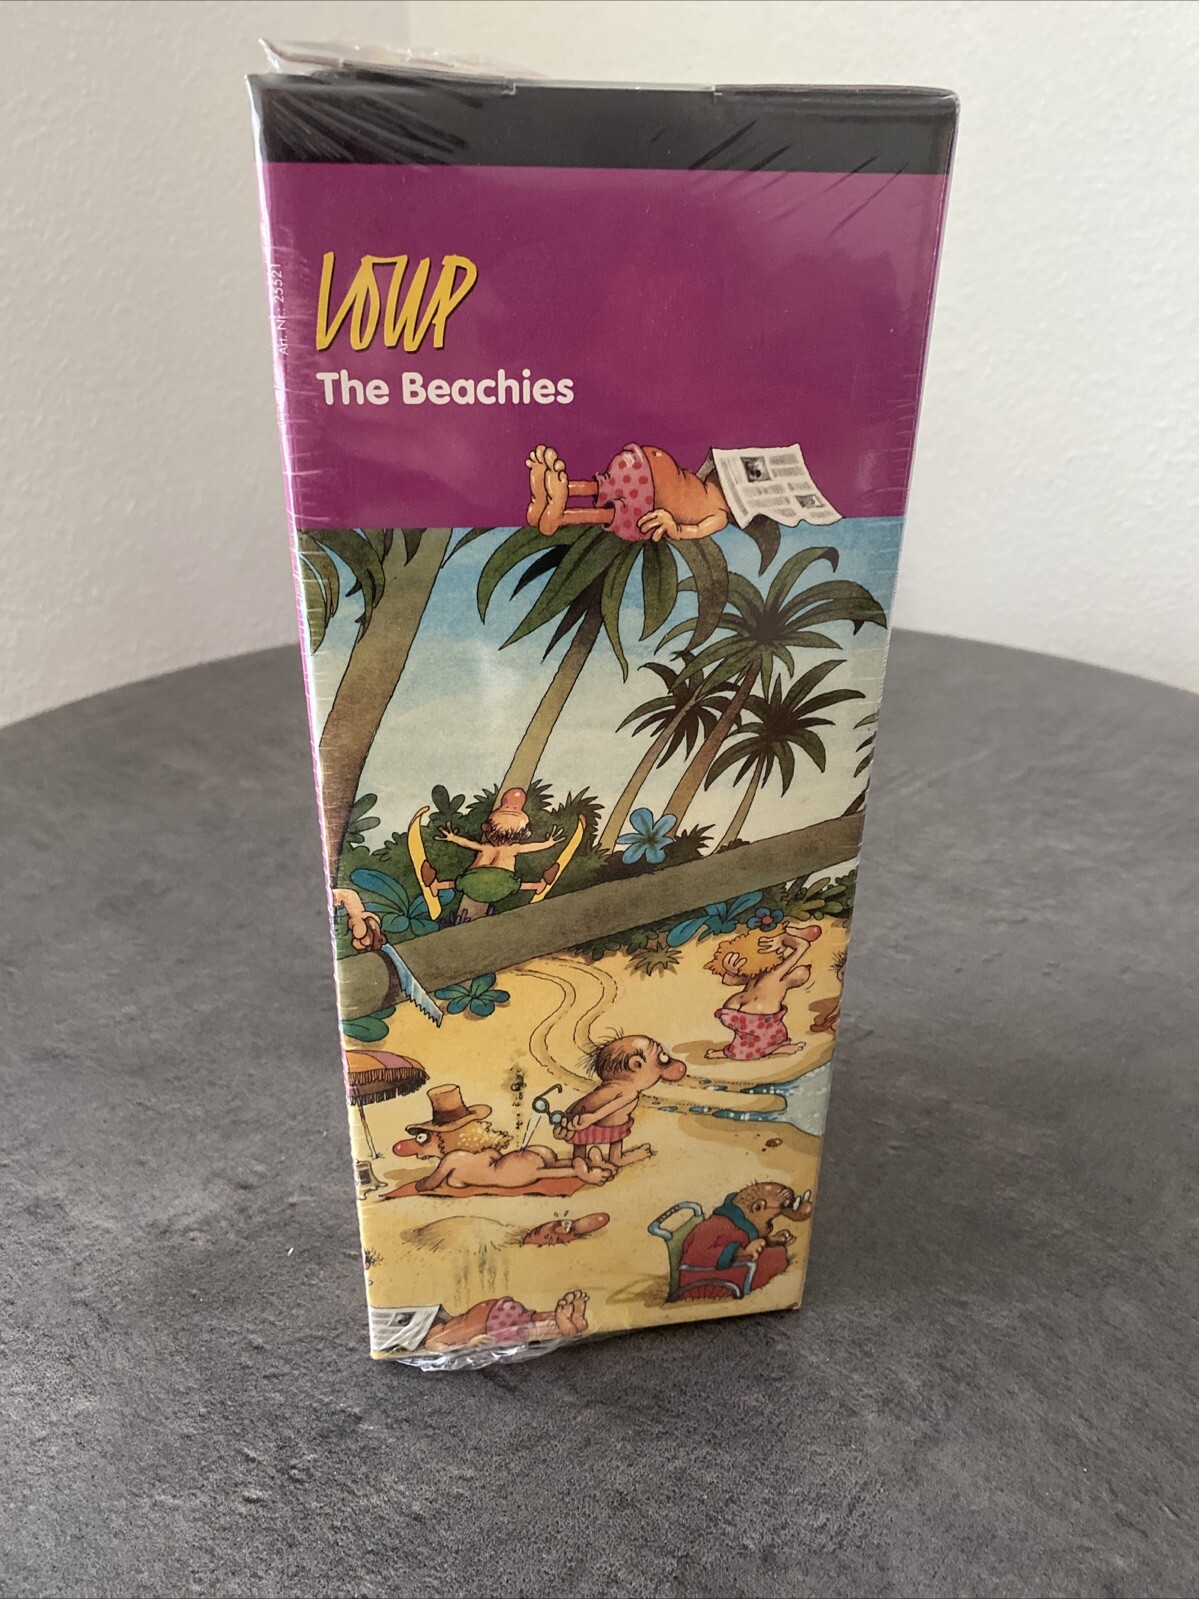 LOUP
The Beachies
Art. Nr.: 25521